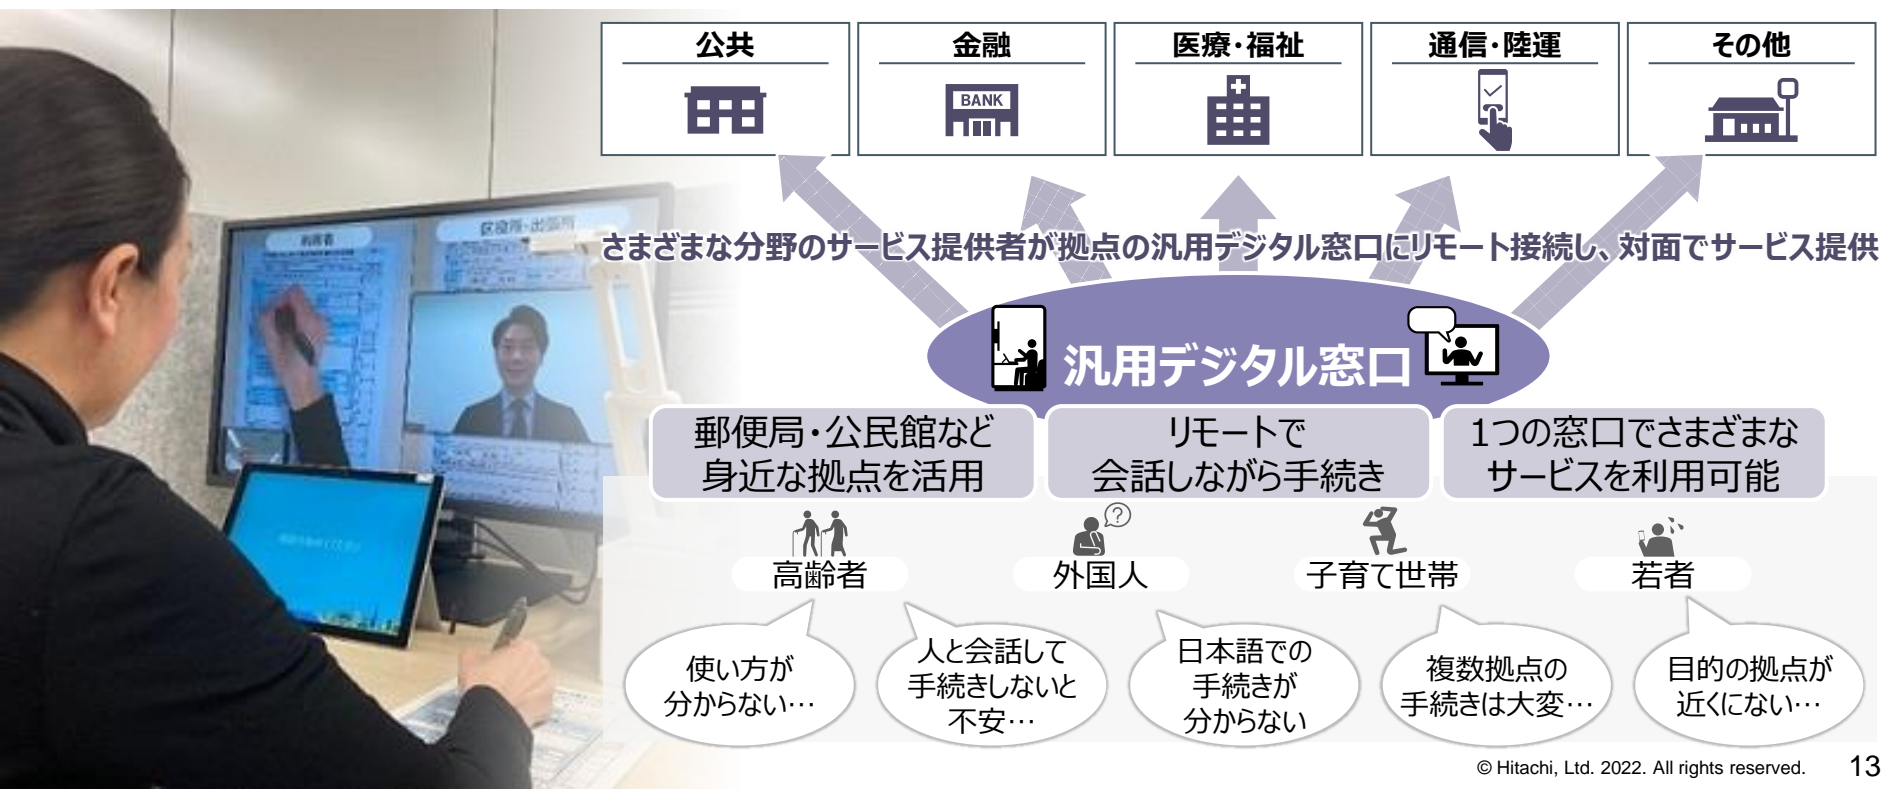 公共
金融
医療・福祉
通信・陸運
その他
BANK
さまざまな分野のサービス提供者が拠点の汎用デジタル窓口にリモート接続し、対面でサービス提供
利用者
区役所・出張所
汎用デジタル窓口
郵便局・公民館など
身近な拠点を活用
リモートで
会話しながら手続き
1つの窓口でさまざまな
サービスを利用可能
?
高齢者
外国人
子育て世帯
若者
使い方が
分からない…
人と会話して
手続きしないと
不安…
日本語での
手続きが
分からない
複数拠点の
手続きは大変…
目的の拠点が
近くにない…
© Hitachi, Ltd. 2022. All rights reserved.
13